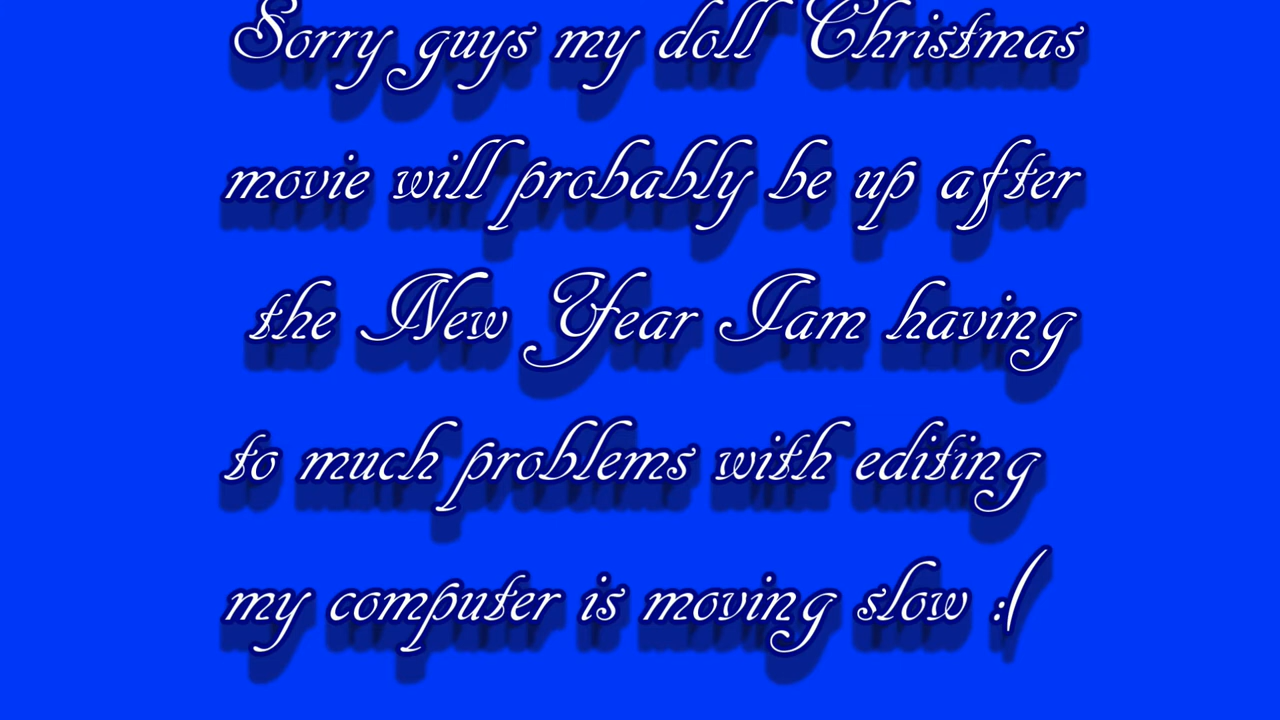 Sorry guys my doll Christmas
movie will probably be up after
the New Year Iam having
to much problems with editing
my computer is moving slow :(